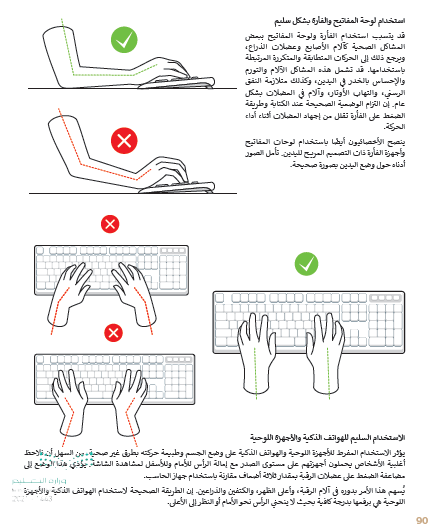 استخدام لوحة المفاتيح والفأرة بشكل سليم
قد يتسبب استخدام الفأرة ولوحة المفاتيح ببعض
المشاكل الصحية كآلام الأصابع وعضلات الذراع،
ويرجع ذلك إلى الحركات المتطابقة والمتكررة المرتبطة
باستخدامها. قد تشمل هذه المشاكل الآلام والتورم
والإحساس بالخدر في اليدين، وكذلك متلازمة النفق
الرسغي، والتهاب الأوتار، وآلام في العضلات بشكل
عام. إن التزام الوضعية الصحيحة عند الكتابة وطريقة
الضغط على الفأرة تقلل من إجهاد العضلات أثناء أداء
الحركة.
ينصح الأخصائيون أيضًا باستخدام لوحات المفاتيح
وأجهزة الفأرة ذات التصميم المريح لليدين. تأمل الصور
أدناه حول وضع اليدين بصورة صحيحة.
الاستخدام السليم للهواتف الذكية والأجهزة اللوحية
يؤثر الاستخدام المفرط للأجهزة اللوحية والهواتف الذكية على وضع الجسم وطبيعة حركته بطرق غير صحية. من السهل أن تلاحظ
أغلبية الأشخاص يحملون أجهزتهم على مستوى الصدر مع إمالة الرأس للأمام وللأسفل لمشاهدة الشاشة. يؤدي هذا الوضع إلى
مضاعفة الضغط على عضلات الرقبة بمقدار ثلاثة أضعاف مقارنة باستخدام جهاز الحاسب.
يُسهم هذا الأمر بدوره في آلام الرقبة، وأعلى الظهر، والكتفين والذراعين. إن الطريقة الصحيحة لاستخدام الهواتف الذكية والأجهزة
اللوحية هي برفعها بدرجة كافية بحيث لا ينحني الرأس نحو الأمام أو النظر إلى الأعلى.
وزارة التعليم
90